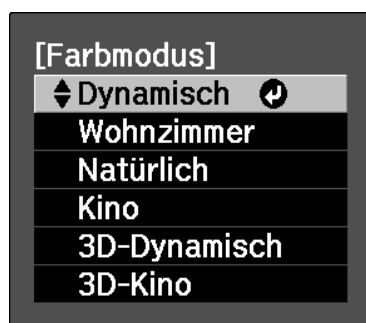 [Farbmodus]
Dynamisch
Wohnzimmer
Natürlich
Kino
3D-Dynamisch
3D-Kino